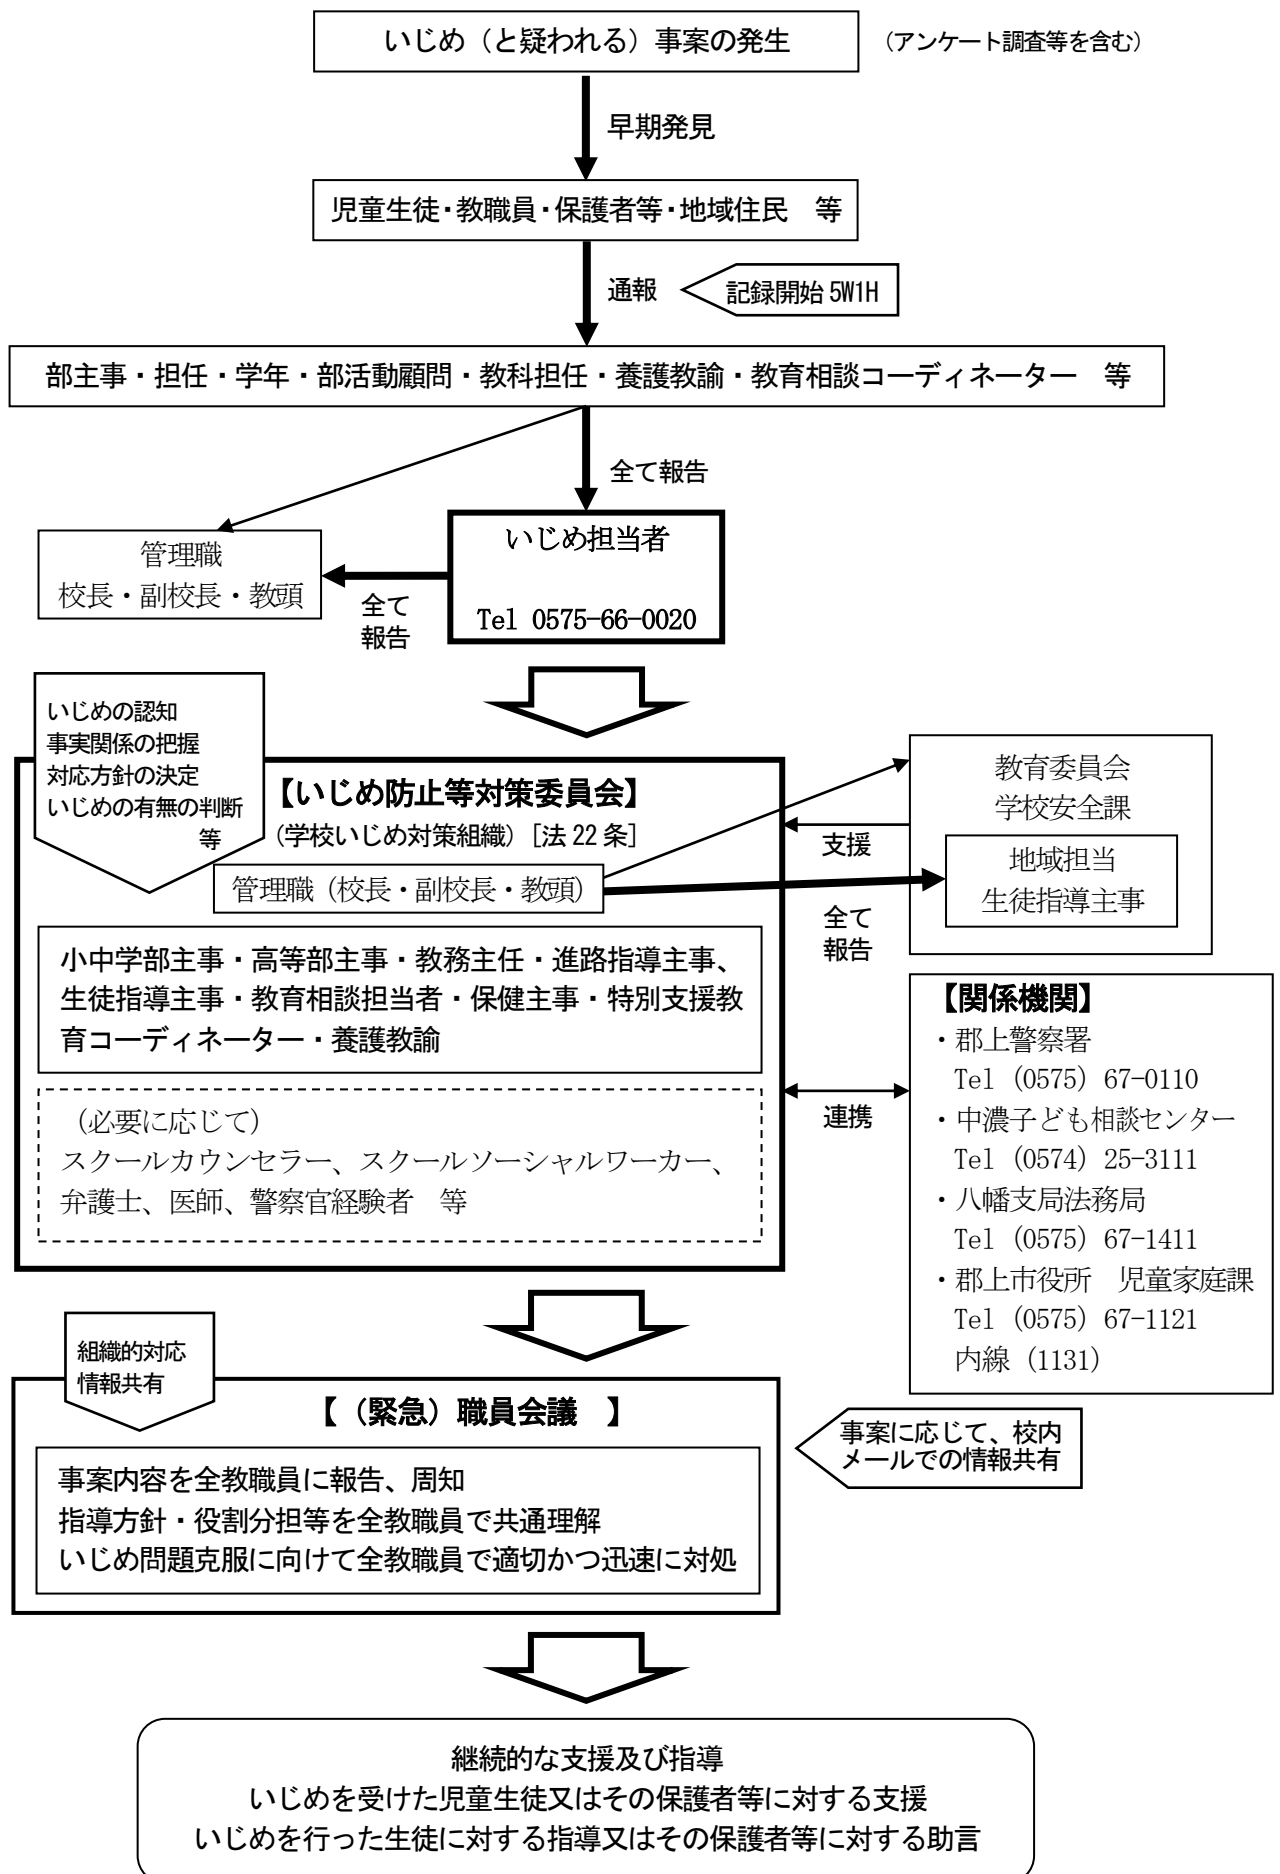 いじめ（と疑われる）事案の発生
（アンケート調査等を含む）
早期発見
児童生徒・教職員・保護者等・地域住民　等
通報
記録開始 5W1H
部主事・担任・学年・部活動顧問・教科担任・養護教諭・教育相談コーディネーター　等
全て報告
管理職
校長・副校長・教頭
いじめ担当者
Tel 0575-66-0020
全て
報告
いじめの認知
事実関係の把握
対応方針の決定
いじめの有無の判断
等
【いじめ防止等対策委員会】
（学校いじめ対策組織）［法 22 条］
管理職（校長・副校長・教頭）
小中学部主事・高等部主事・教務主任・進路指導主事、
生徒指導主事・教育相談担当者・保健主事・特別支援教
育コーディネーター・養護教諭
（必要に応じて）
スクールカウンセラー、スクールソーシャルワーカー、
弁護士、医師、警察官経験者　等
教育委員会
学校安全課
支援
地域担当
生徒指導主事
全て
報告
【関係機関】
・郡上警察署
Tel（0575）67-0110
・中濃子ども相談センター
Tel（0574）25-3111
・八幡支局法務局
Tel（0575）67-1411
・郡上市役所　児童家庭課
Tel（0575）67-1121
内線（1131）
連携
組織的対応
情報共有
【（緊急）職員会議　】
事案内容を全教職員に報告、周知
指導方針・役割分担等を全教職員で共通理解
いじめ問題克服に向けて全教職員で適切かつ迅速に対処
事案に応じて、校内
メールでの情報共有
継続的な支援及び指導
いじめを受けた児童生徒又はその保護者等に対する支援
いじめを行った生徒に対する指導又はその保護者等に対する助言